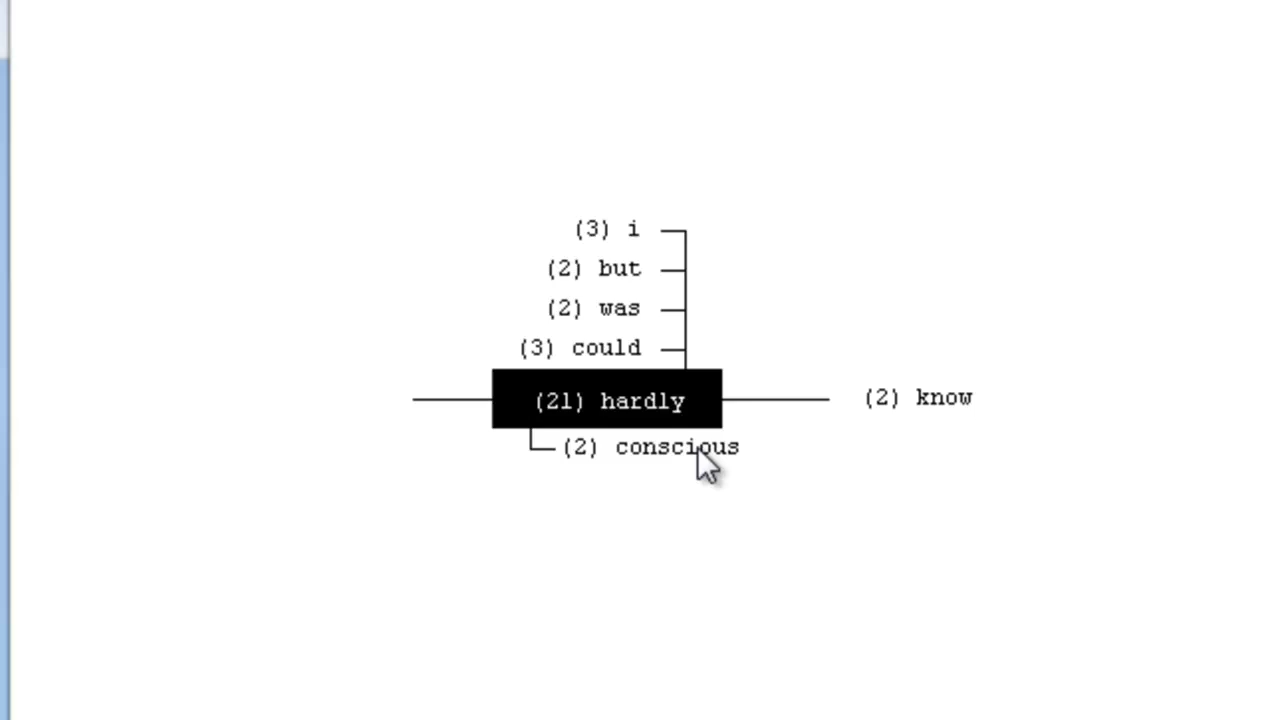 (3) i
(2) but
(2) was
(3) could
(21) hardly
(2) know
(2) conscious